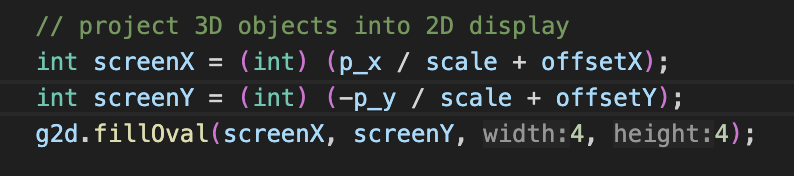 // project 3D objects into 2D display
int screenX = (int) (p_x / scale + offsetX);
int screenY = (int) (-p_y / scale + offsetY);
g2d.fillOval(screenX, screenY, width:4, height:4);